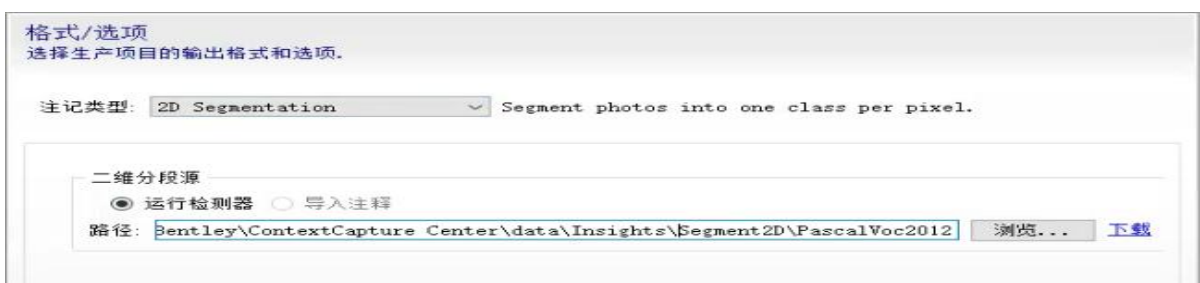 格式/选项
选择生产项目的输出格式和选项.
注记类型: 2D Segmentation Segment photos into one class per pixel.
二维分段源
运行检测器 导入注释
路径: Bentley\ContextCapture Center\data\Insights\Segment2D\PascalVoc2012 浏览... 下载